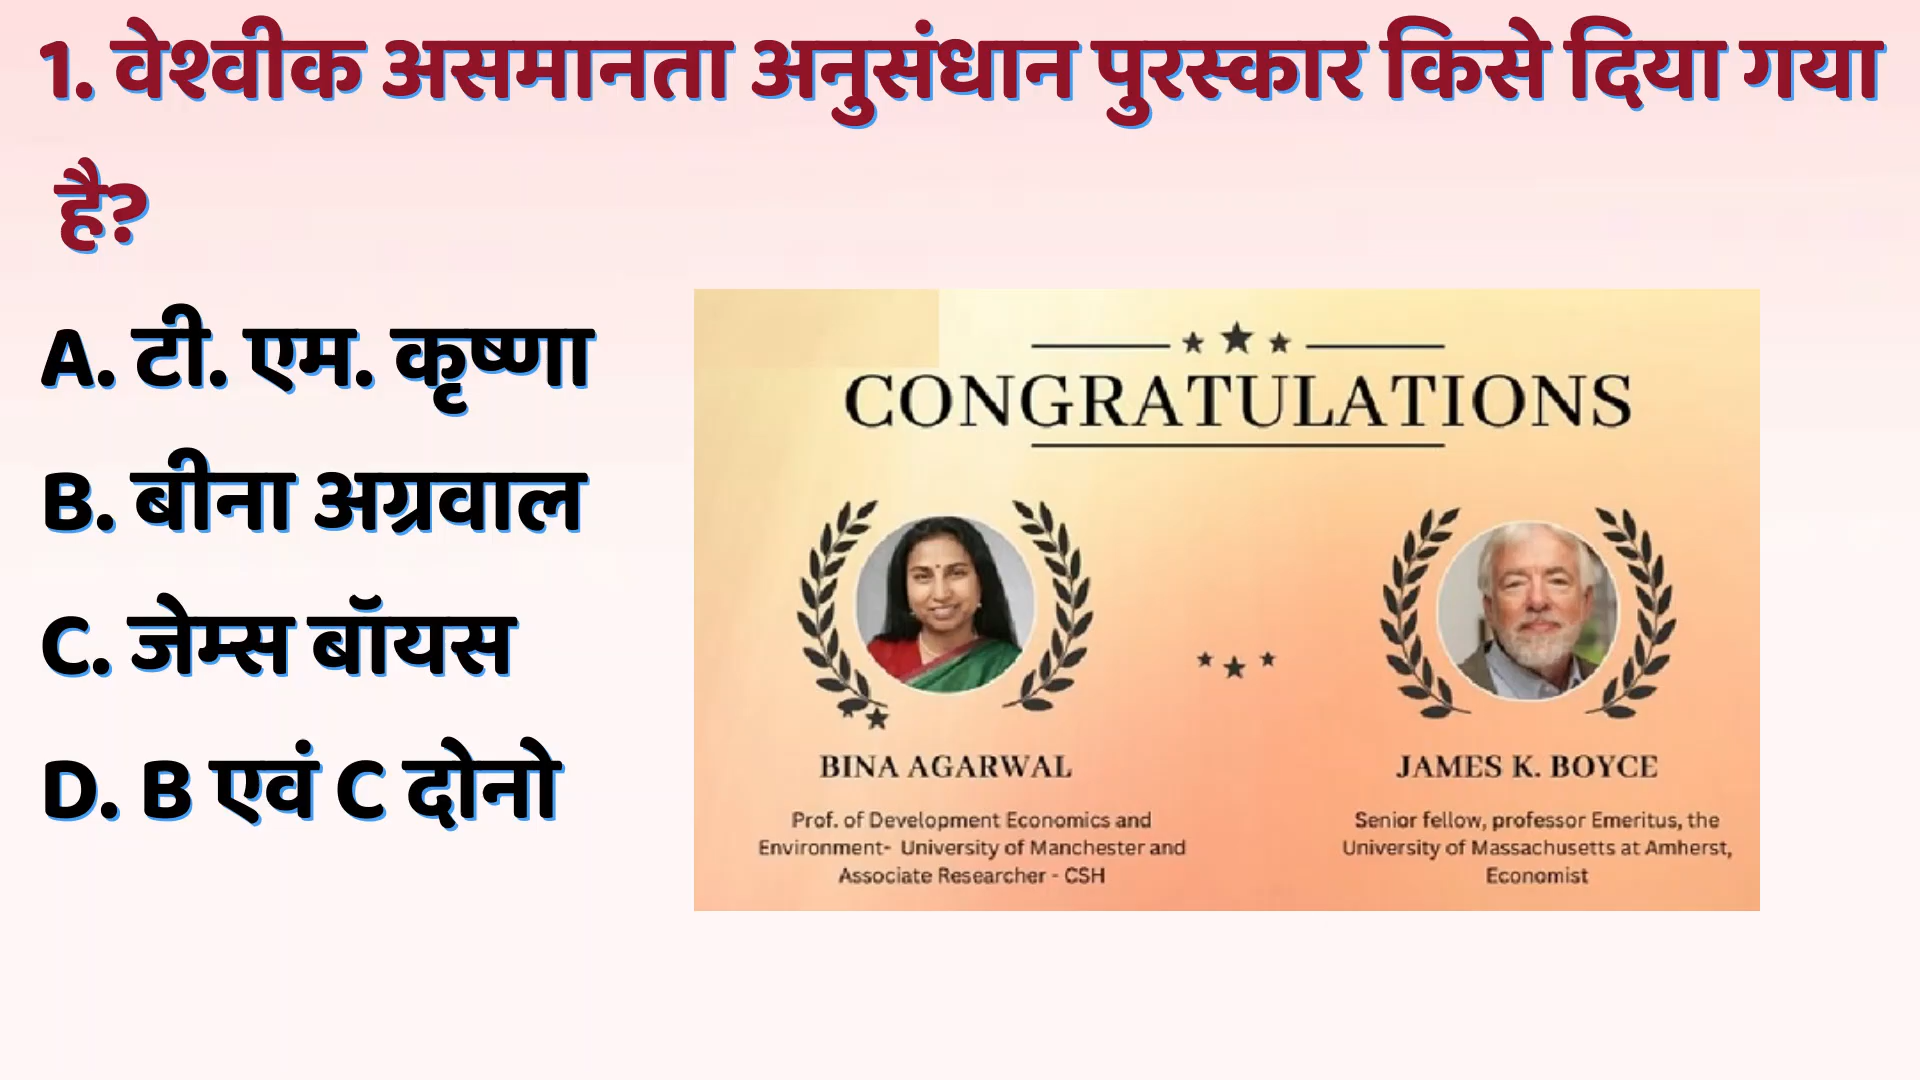 1. वेश्वीक असमानता अनुसंधान पुरस्कार किसे दिया गया
है?
A. टी. एम. कृष्णा
B. बीना अग्रवाल
C. जेम्स बॉयस
D. B एवं C दोनो
CONGRATULATIONS
BINA AGARWAL
Prof. of Development Economics and
Environment- University of Manchester and
Associate Researcher - CSH
JAMES K. BOYCE
Senior fellow, professor Emeritus, the
University of Massachusetts at Amherst,
Economist